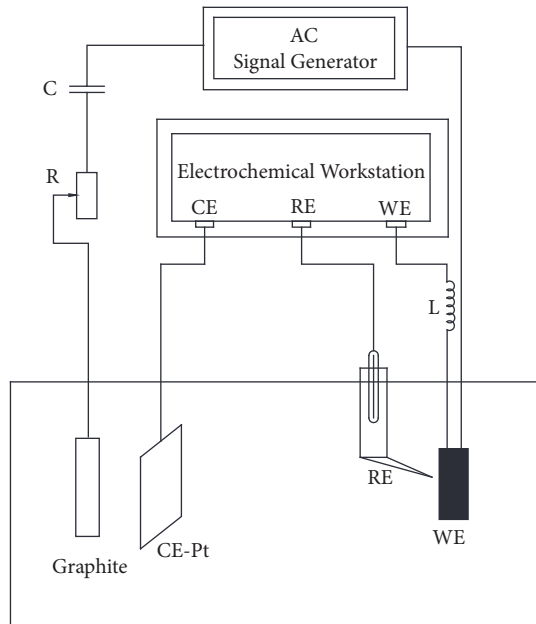 AC
Signal Generator
C
R
Electrochemical Workstation
CE RE WE
L
RE
WE
CE-Pt
Graphite